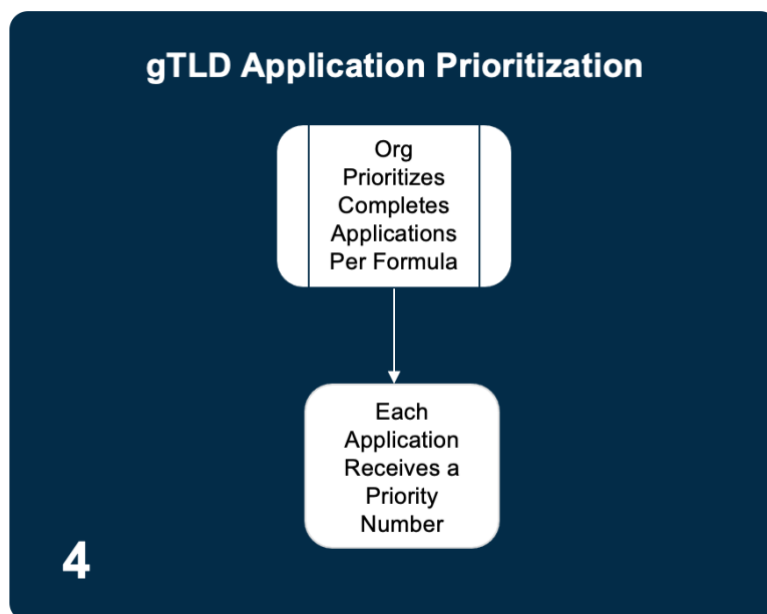 gTLD Application Prioritization
Org
Prioritizes
Completes
Applications
Per Formula
Each
Application
Receives a
Priority
Number
4